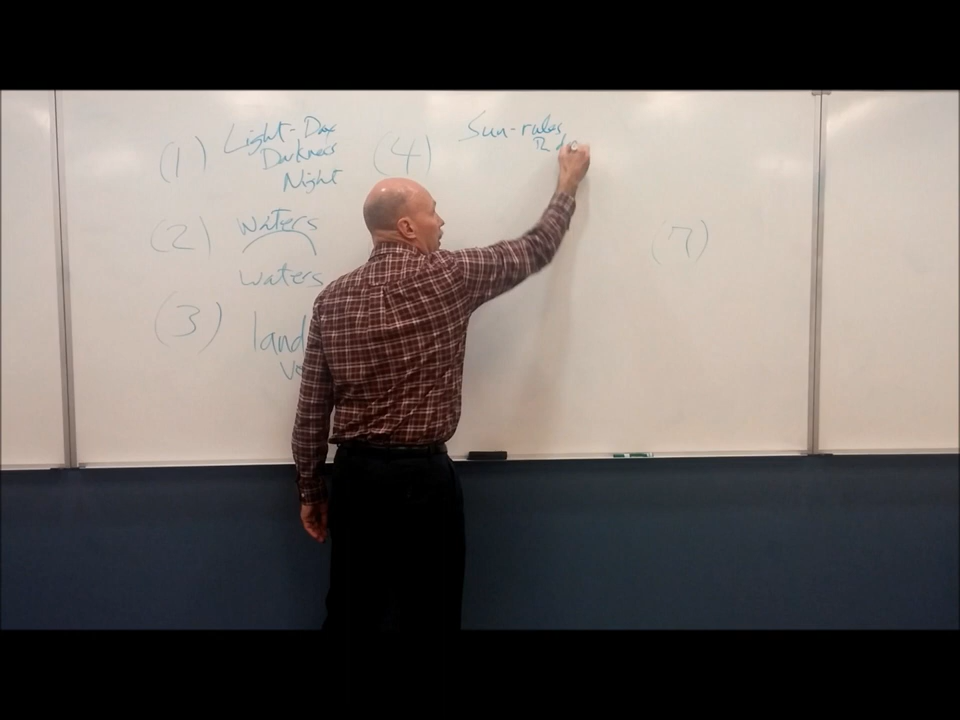 (1) Light-Day
Darkness
Night
(2) Waters
waters
(3) land
(4) Sun-rules
(7)